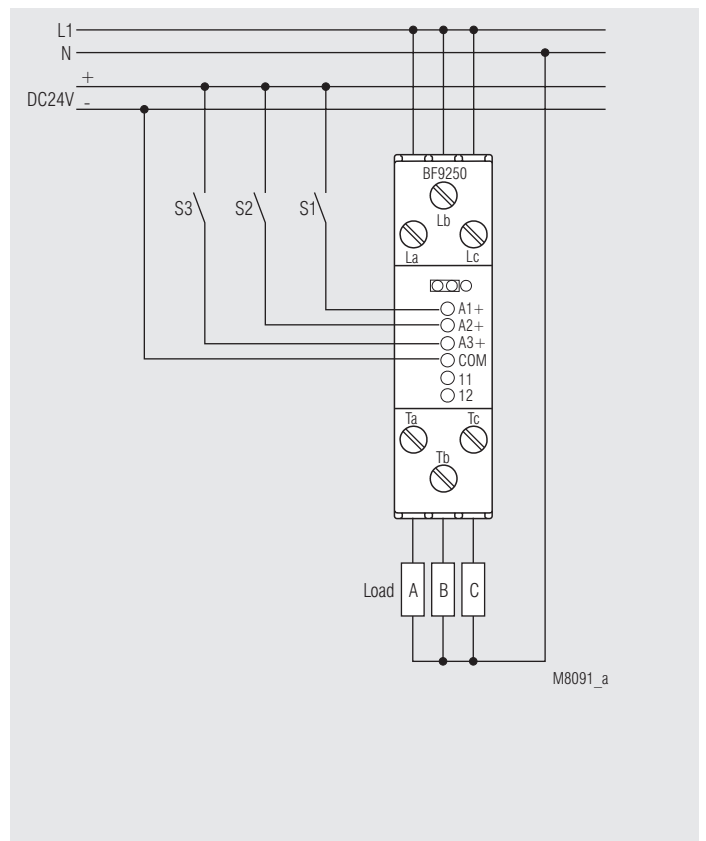 L1
N
+
DC24V -
BF9250
S3 S2 S1
Lb
La Lc
A1+
A2+
A3+
COM
11
12
Ta Tc
Tb
Load A B C
M8091_a